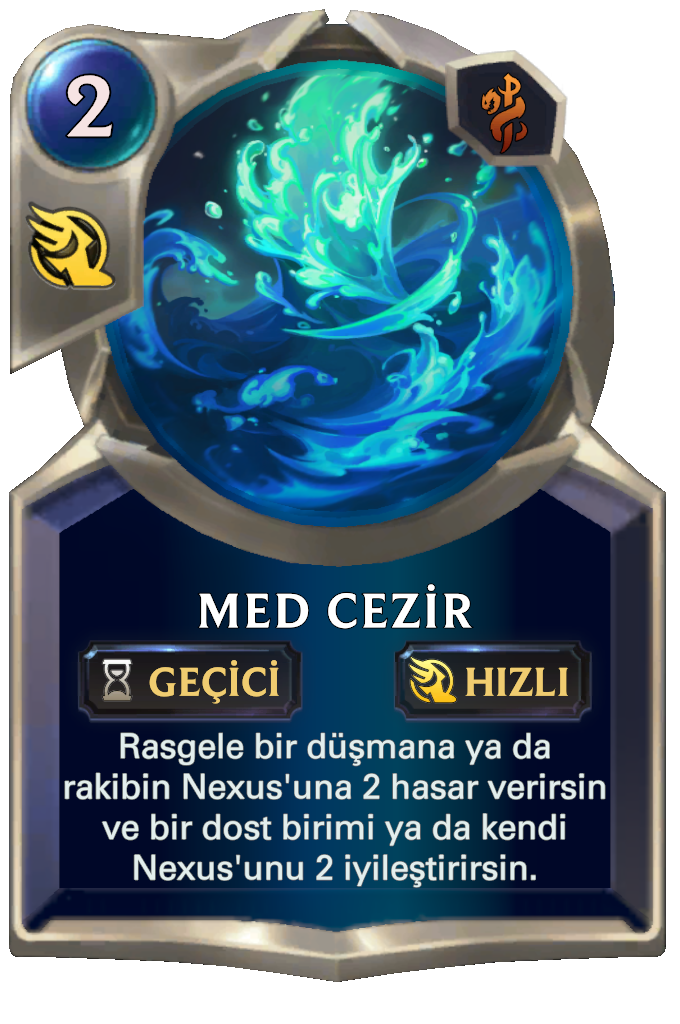 2
MED CEZİR
GEÇİCİ HIZLI
Rasgele bir düşmana ya da
rakibin Nexus'una 2 hasar verirsin
ve bir dost birimi ya da kendi
Nexus'unu 2 iyileştirirsin.